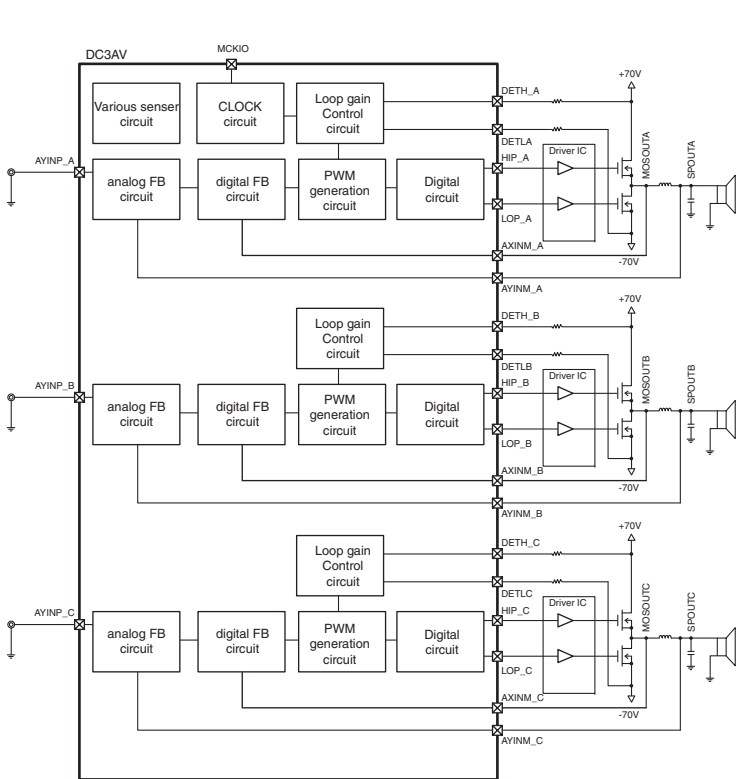 DC3AV
MCKIO
Various senser
circuit
CLOCK
circuit
Loop gain
Control
circuit
DETH_A
+70V
DETLA
AYINP_A
analog FB
circuit
digital FB
circuit
PWM
generation
circuit
Digital
circuit
HIP_A
Driver IC
MOSOUTA
SPOUTA
LOP_A
AXINM_A
-70V
AYINM_A
Loop gain
Control
circuit
DETH_B
+70V
DETLB
AYINP_B
analog FB
circuit
digital FB
circuit
PWM
generation
circuit
Digital
circuit
HIP_B
Driver IC
MOSOUTB
SPOUTB
LOP_B
AXINM_B
-70V
AYINM_B
Loop gain
Control
circuit
DETH_C
+70V
DETLC
AYINP_C
analog FB
circuit
digital FB
circuit
PWM
generation
circuit
Digital
circuit
HIP_C
Driver IC
MOSOUTC
SPOUTC
LOP_C
AXINM_C
-70V
AYINM_C